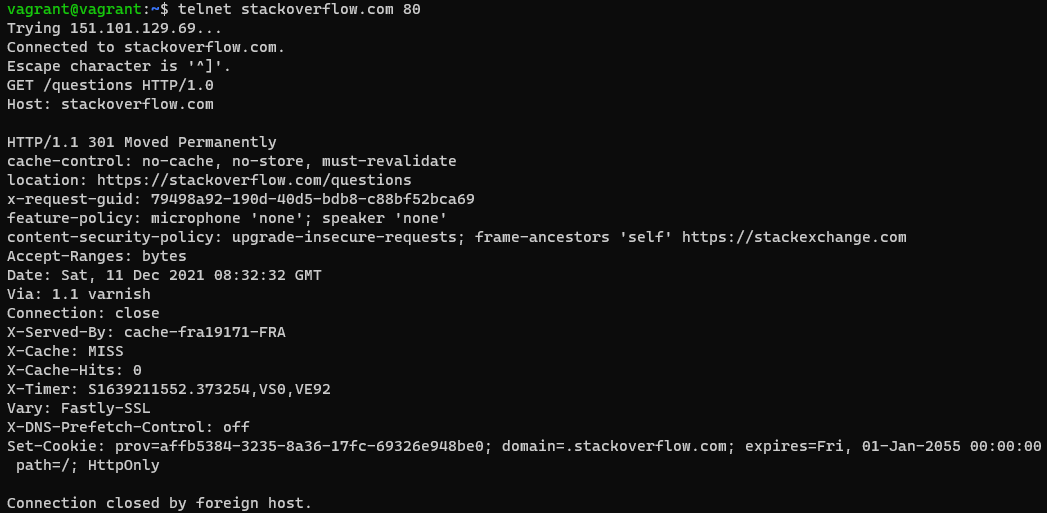 vagrant@vagrant:~$ telnet stackoverflow.com 80
Trying 151.101.129.69...
Connected to stackoverflow.com.
Escape character is '^]'.
GET /questions HTTP/1.0
Host: stackoverflow.com

HTTP/1.1 301 Moved Permanently
cache-control: no-cache, no-store, must-revalidate
location: https://stackoverflow.com/questions
x-request-guid: 79498a92-190d-40d5-bdb8-c88bf52bca69
feature-policy: microphone 'none'; speaker 'none'
content-security-policy: upgrade-insecure-requests; frame-ancestors 'self' https://stackexchange.com
Accept-Ranges: bytes
Date: Sat, 11 Dec 2021 08:32:32 GMT
Via: 1.1 varnish
Connection: close
X-Served-By: cache-fra19171-FRA
X-Cache: MISS
X-Cache-Hits: 0
X-Timer: S1639211552.373254,VS0,VE92
Vary: Fastly-SSL
X-DNS-Prefetch-Control: off
Set-Cookie: prov=affb5384-3235-8a36-17fc-69326e948be0; domain=.stackoverflow.com; expires=Fri, 01-Jan-2055 00:00:00
 path=/; HttpOnly

Connection closed by foreign host.